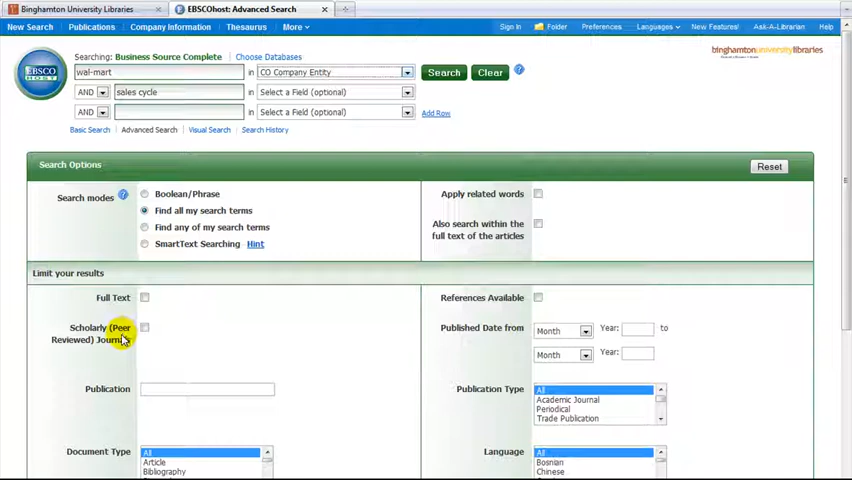 Binghamton University Libraries
EBSCOhost: Advanced Search
New Search Publications Company Information Thesaurus More
Sign In Folder Preferences Languages New Features! Ask-A-Librarian
Searching: Business Source Complete Choose Databases
binghamtonuniversitylibraries
EBSCO
HOST
wal-mart in CO Company Entity Search Clear
AND sales cycle in Select a Field (optional)
AND in Select a Field (optional) Add Row
Basic Search Advanced Search Visual Search Search History
Search Options Reset
Search modes Boolean/Phrase
Find all my search terms
Find any of my search terms
SmartText Searching Hint
Apply related words
Also search within the
full text of the articles
Limit your results
Full Text
References Available
Scholarly (Peer
Reviewed) Journals
Published Date from Month Year: to
Month Year:
Publication
Publication Type All
Academic Journal
Periodical
Trade Publication
Document Type All
Article
Bibliography
Language All
Bosnian
Chinese